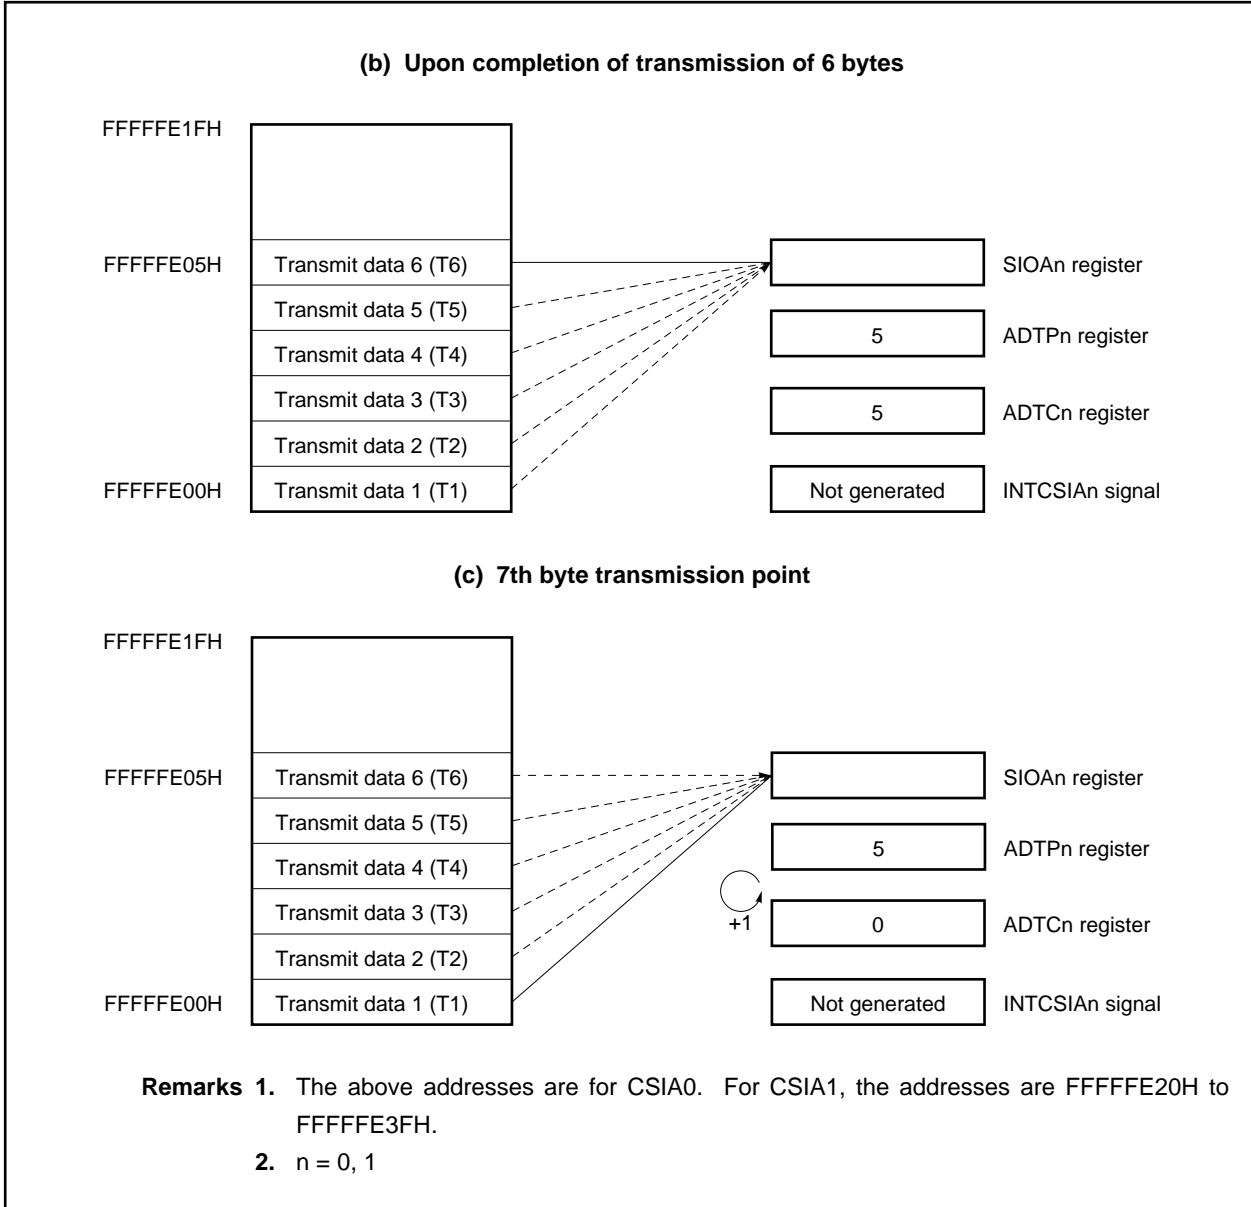 (b) Upon completion of transmission of 6 bytes
FFFFFE1FH
FFFFFE05H
Transmit data 6 (T6)
SIOAn register
Transmit data 5 (T5)
5
ADTPn register
Transmit data 4 (T4)
Transmit data 3 (T3)
5
ADTCn register
Transmit data 2 (T2)
FFFFFE00H
Transmit data 1 (T1)
Not generated
INTCSIAn signal
(c) 7th byte transmission point
FFFFFE1FH
FFFFFE05H
Transmit data 6 (T6)
SIOAn register
Transmit data 5 (T5)
5
ADTPn register
Transmit data 4 (T4)
Transmit data 3 (T3)
+1
0
ADTCn register
Transmit data 2 (T2)
FFFFFE00H
Transmit data 1 (T1)
Not generated
INTCSIAn signal
Remarks 1. The above addresses are for CSIA0. For CSIA1, the addresses are FFFFFE20H to
FFFFFE3FH.
2. n = 0, 1